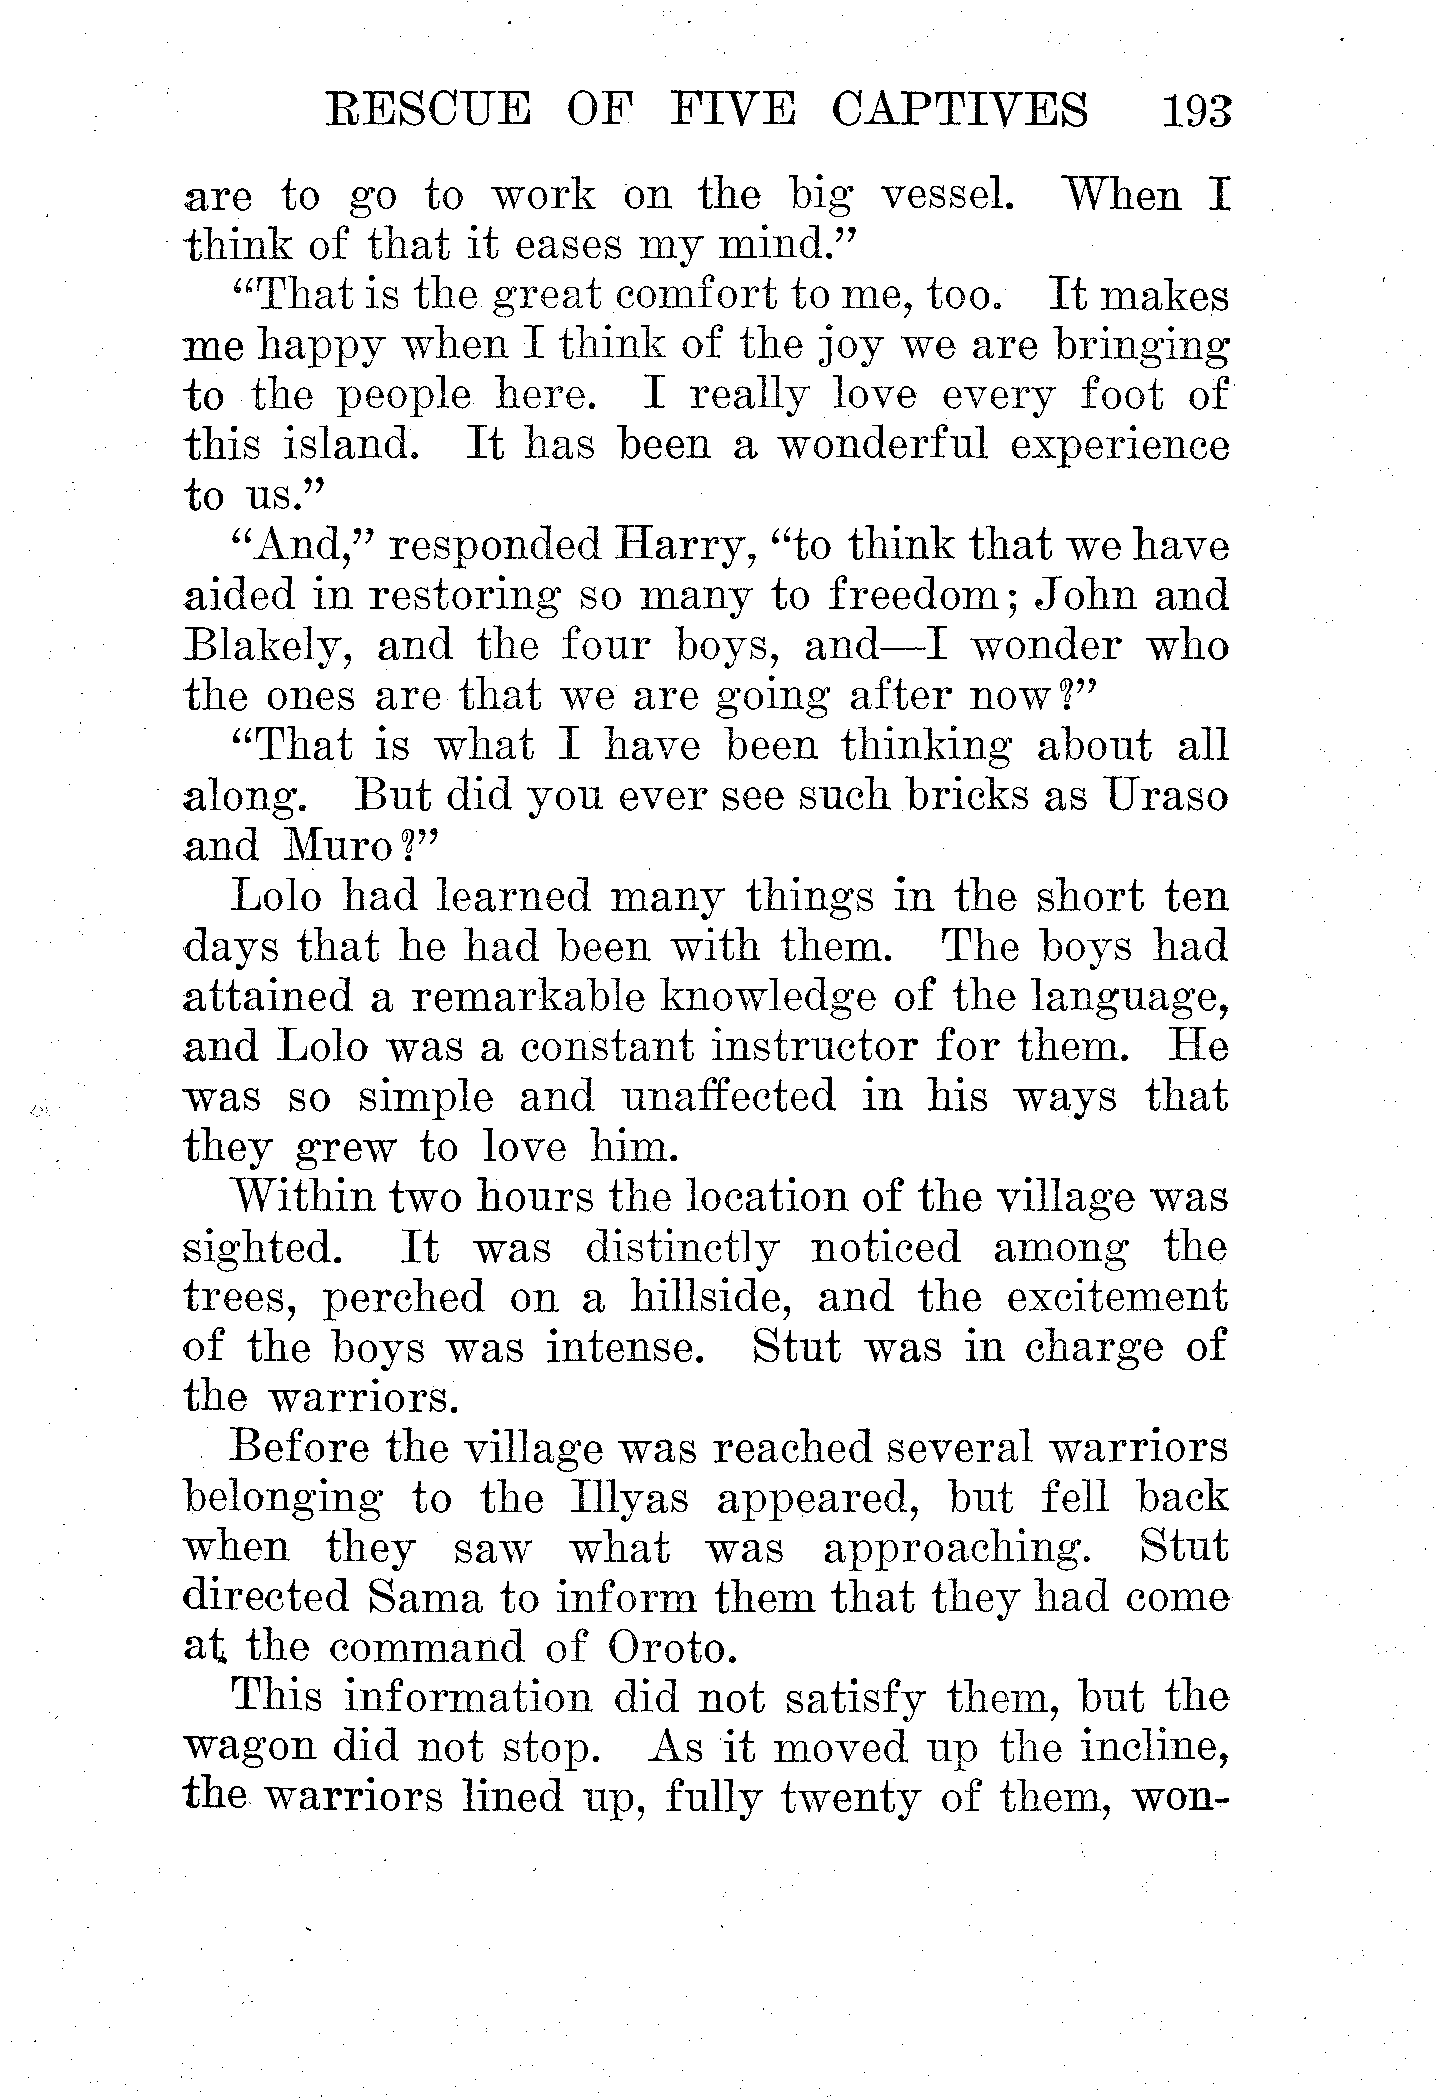 RESCUE OF FIVE CAPTIVES 193
are to go to work on the big vessel. When I
think of that it eases my mind.”
“That is the great comfort to me, too. It makes
me happy when I think of the joy we are bringing
to the people here. I really love every foot of
this island. It has been a wonderful experience
to us.”
“And,” responded Harry, “to think that we have
aided in restoring so many to freedom; John and
Blakely, and the four boys, and—I wonder who
the ones are that we are going after now?”
“That is what I have been thinking about all
along. But did you ever see such bricks as Uraso
and Muro?”
Lolo had learned many things in the short ten
days that he had been with them. The boys had
attained a remarkable knowledge of the language,
and Lolo was a constant instructor for them. He
was so simple and unaffected in his ways that
they grew to love him.
Within two hours the location of the village was
sighted. It was distinctly noticed among the
trees, perched on a hillside, and the excitement
of the boys was intense. Stut was in charge of
the warriors.
Before the village was reached several warriors
belonging to the Illyas appeared, but fell back
when they saw what was approaching. Stut
directed Sama to inform them that they had come
at the command of Oroto.
This information did not satisfy them, but the
wagon did not stop. As it moved up the incline,
the warriors lined up, fully twenty of them, won-